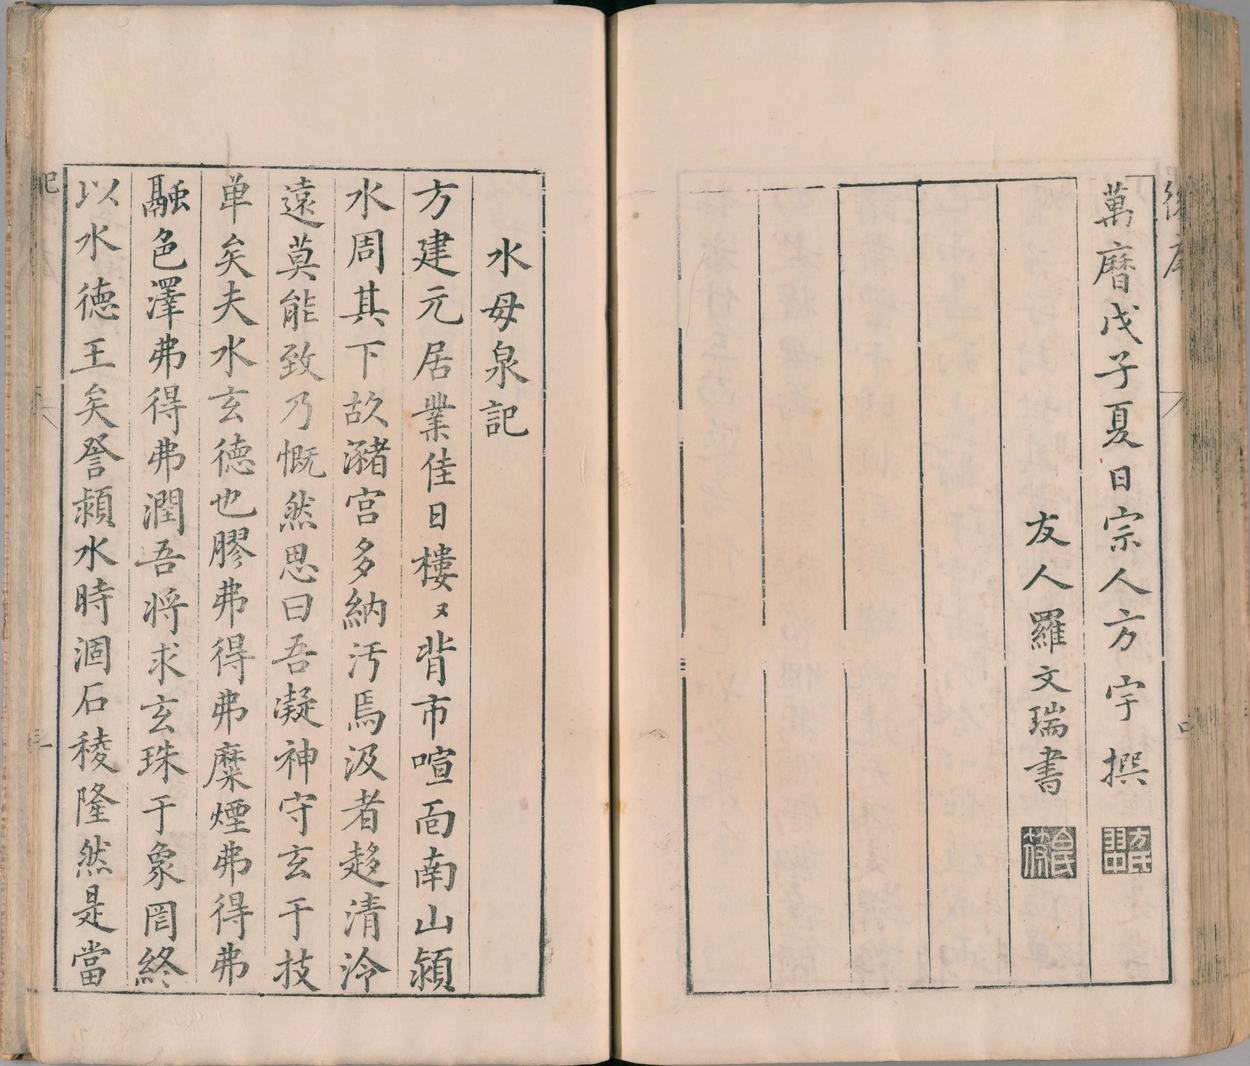 萬曆戊子夏日宗人方宇撰
友人羅文瑞書
水母泉記
方建元居業佳日樓〻背市喧面南山潁
水周其下故瀦宮多納汚焉汲者趍清泠
遠莫能致乃慨然思曰吾凝神守玄于技
单矣夫水玄德也膠弗得弗糜煙弗得弗
融色澤弗得弗潤吾將求玄珠于象罔終
以水德王矣詧潁水時涸石稜隆然是當